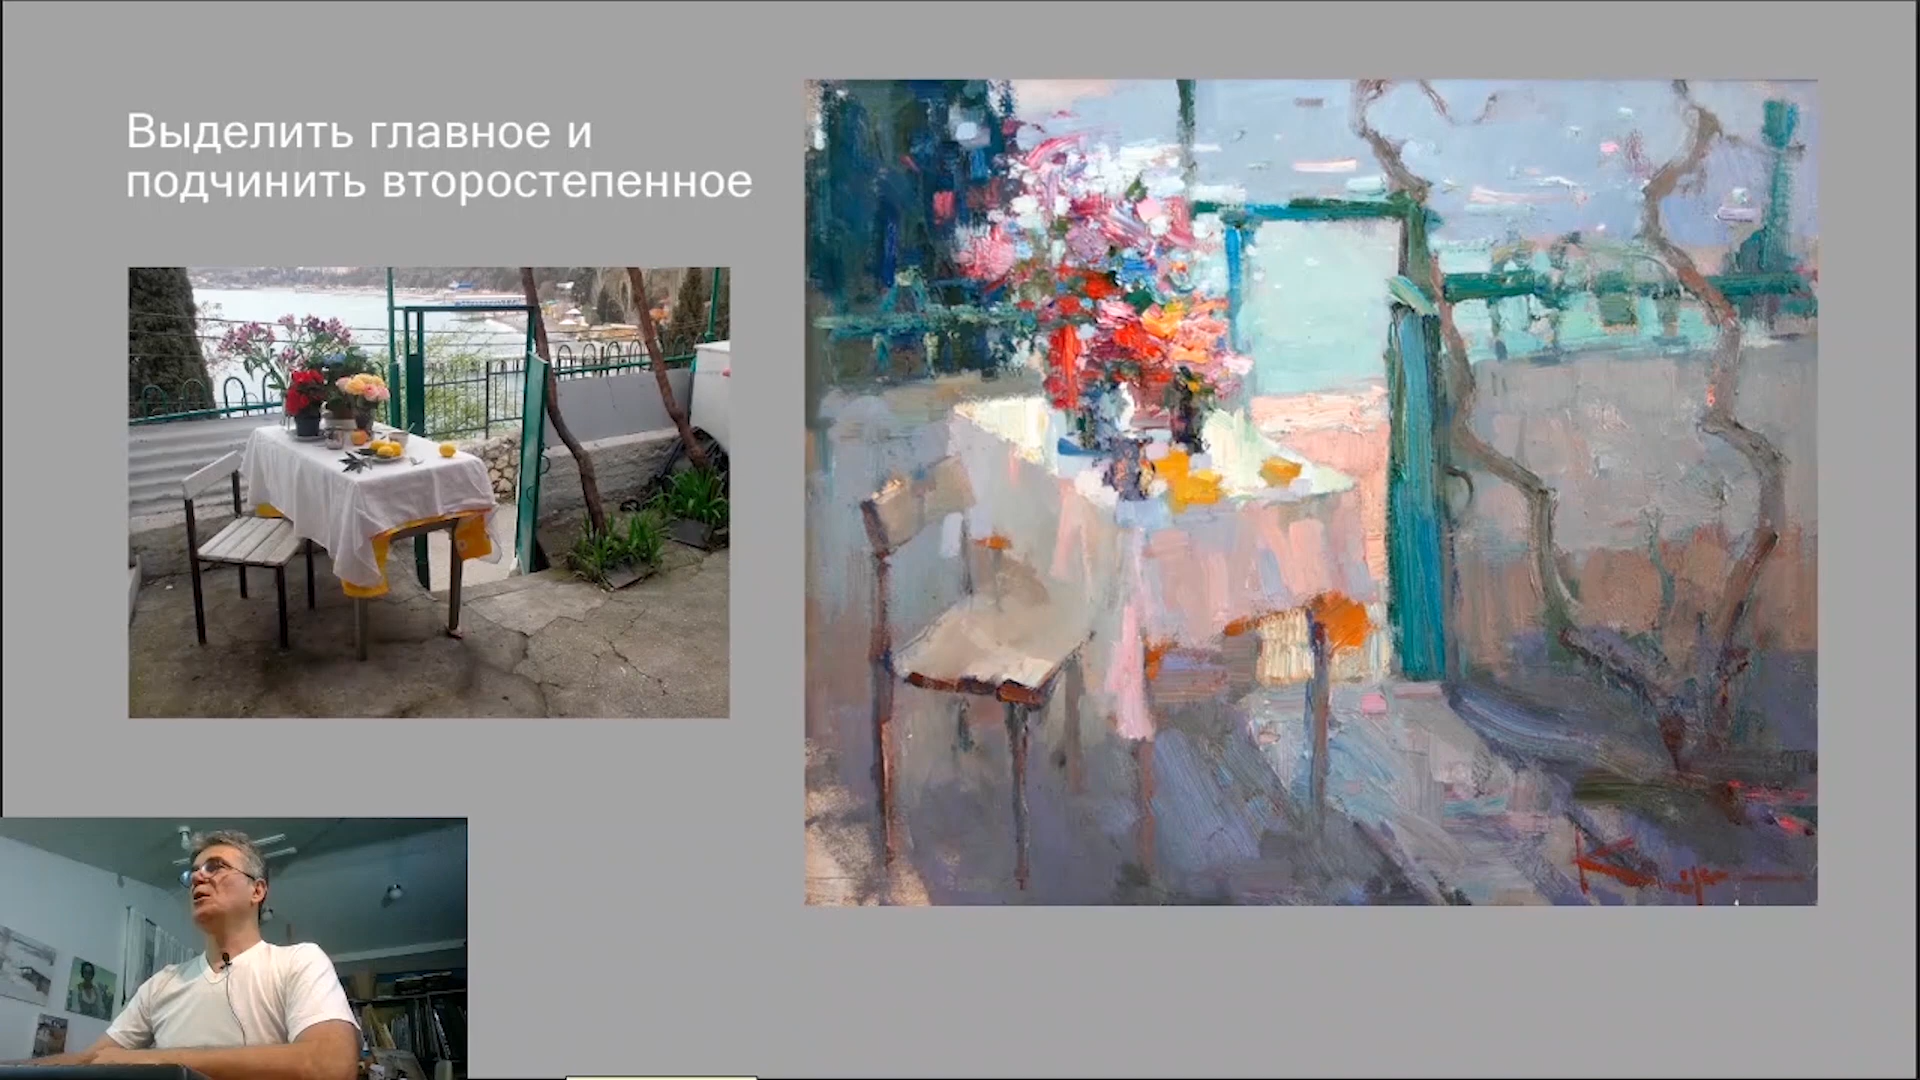 Выделить главное и
подчинить второстепенное